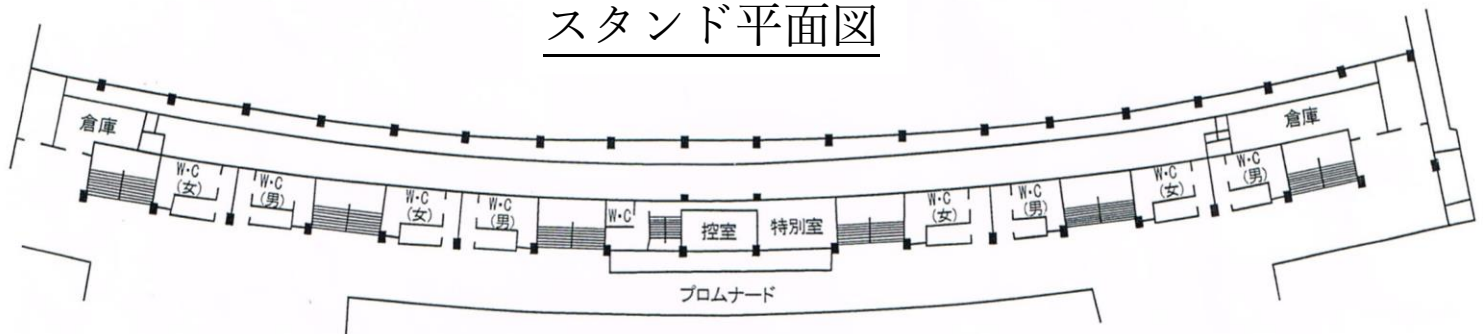 スタンド平面図
倉庫
W・C
(女)
W・C
(男)
W・C
(女)
W・C
(男)
W・C
控室
特別室
W・C
(女)
W・C
(男)
W・C
(女)
W・C
(男)
倉庫
プロムナード